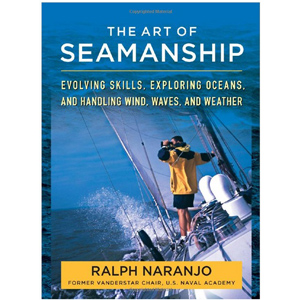 THE ART OF
SEAMANSHIP
EVOLVING SKILLS, EXPLORING OCEANS,
AND HANDLING WIND, WAVES, AND WEATHER
RALPH NARANJO
FORMER VANDERSTAR CHAIR, U.S. NAVAL ACADEMY